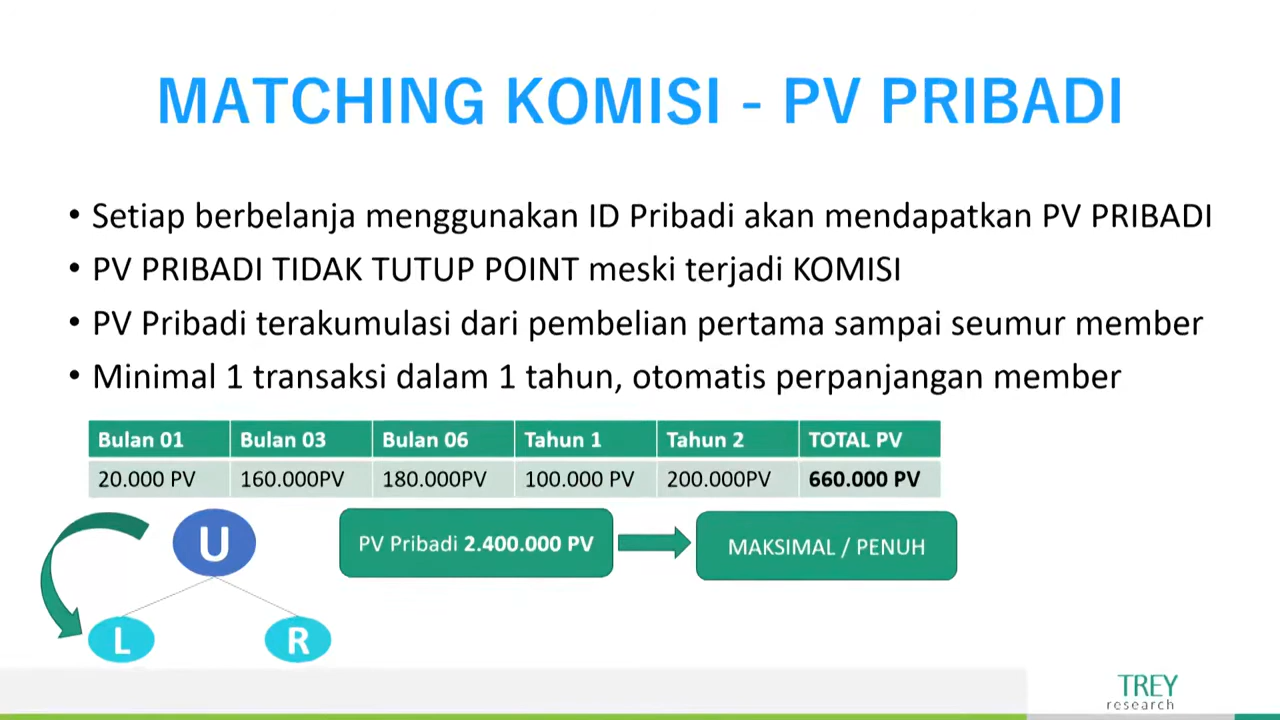 MATCHING KOMISI - PV PRIBADI
• Setiap berbelanja menggunakan ID Pribadi akan mendapatkan PV PRIBADI
• PV PRIBADI TIDAK TUTUP POINT meski terjadi KOMISI
• PV Pribadi terakumulasi dari pembelian pertama sampai seumur member
• Minimal 1 transaksi dalam 1 tahun, otomatis perpanjangan member
Bulan 01 Bulan 03 Bulan 06 Tahun 1 Tahun 2 TOTAL PV
20.000 PV 160.000PV 180.000PV 100.000 PV 200.000PV 660.000 PV
U
PV Pribadi 2.400.000 PV
MAKSIMAL / PENUH
L R
TREY
research